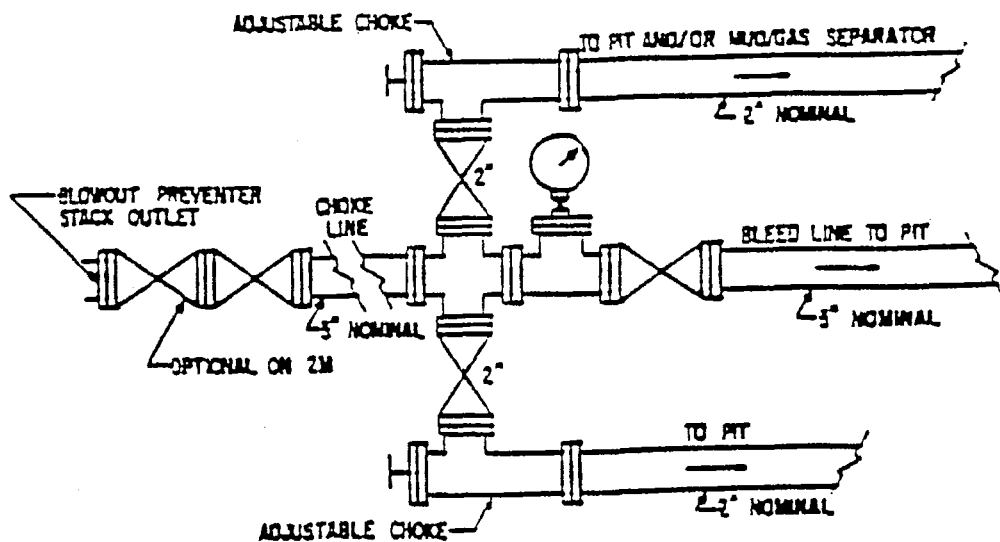 ADJUSTABLE CHOKE
TO PIT AND/OR MUD/GAS SEPARATOR
2" NOMINAL
2"
BLOWOUT PREVENTER
STACK OUTLET
CHOKE
LINE
BLEED LINE TO PIT
3" NOMINAL
3" NOMINAL
OPTIONAL ON 2M
2"
TO PIT
2" NOMINAL
ADJUSTABLE CHOKE